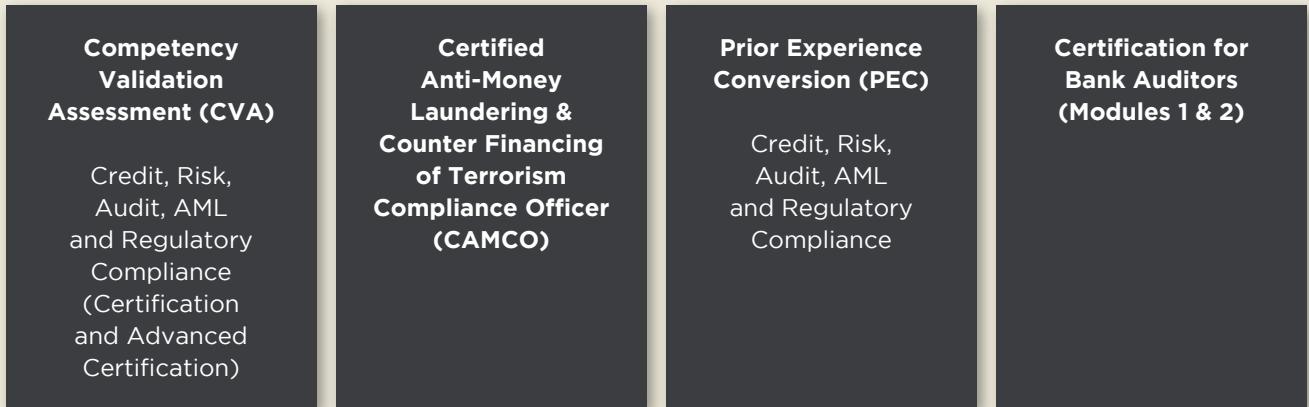 Competency
Validation
Assessment (CVA)
Credit, Risk,
Audit, AML
and Regulatory
Compliance
(Certification
and Advanced
Certification)
Certified
Anti-Money
Laundering &
Counter Financing
of Terrorism
Compliance Officer
(CAMCO)
Prior Experience
Conversion (PEC)
Credit, Risk,
Audit, AML
and Regulatory
Compliance
Certification for
Bank Auditors
(Modules 1 & 2)